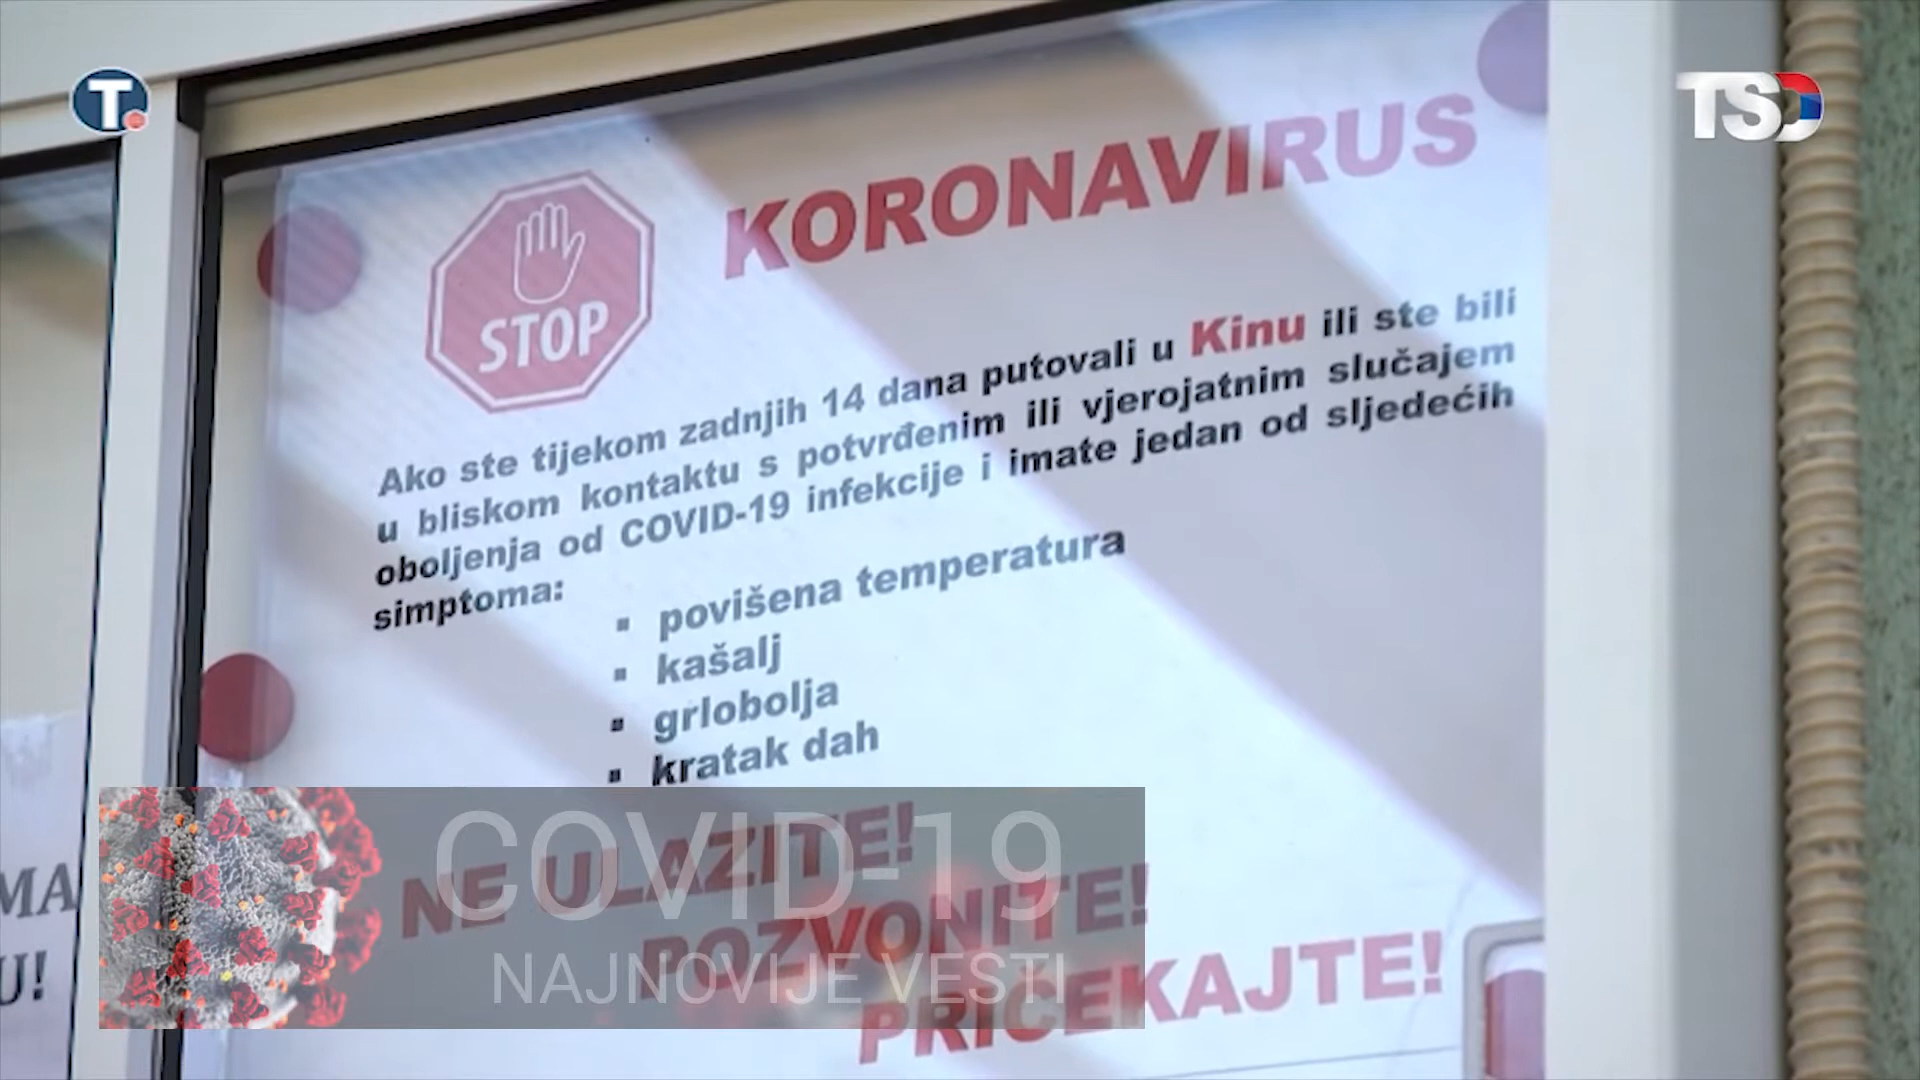 T.
TSD
KORONAVIRUS
STOP
Ako ste tijekom zadnjih 14 dana putovali u Kinu ili ste bili
u bliskom kontaktu s potvrđenim ili vjerojatnim slučajem
oboljenja od COVID-19 infekcije i imate jedan od sljedećih
simptoma:
▪ povišena temperatura
▪ kašalj
▪ grlobolja
▪ kratak dah
NE ULAZITE!
POZVONITE!
PRIČEKAJTE!
COVID-19
NAJNOVIJE VESTI
MA
U!